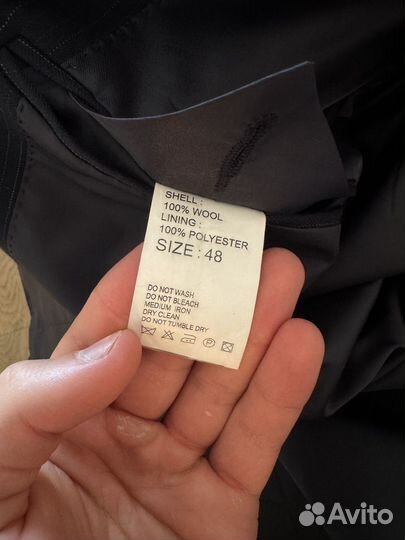 SHELL :
100% WOOL
LINING :
100% POLYESTER
SIZE : 48
DO NOT WASH
DO NOT BLEACH
MEDIUM IRON
DRY CLEAN
DO NOT TUMBLE DRY
P
Avito